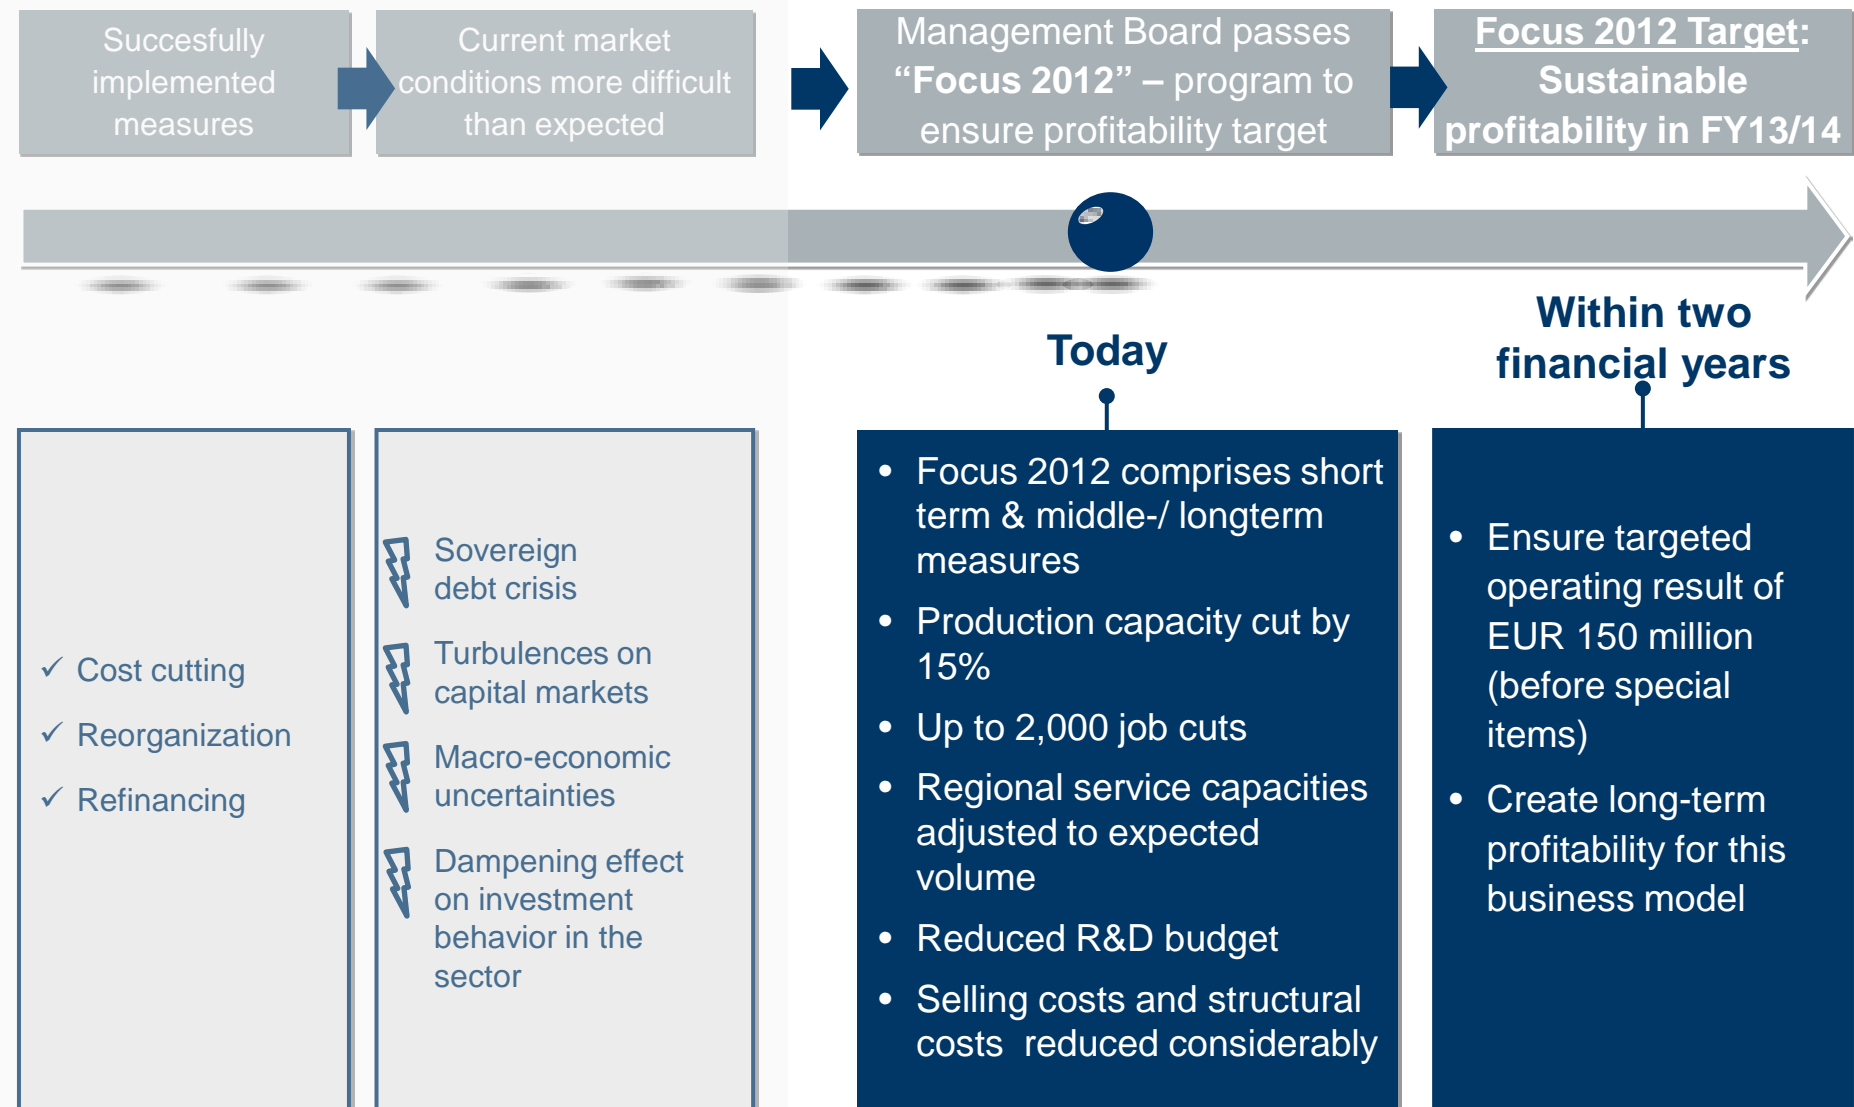 Succesfully
implemented
measures
Current market
conditions more difficult
than expected
Management Board passes
“Focus 2012” – program to
ensure profitability target
Focus 2012 Target:
Sustainable
profitability in FY13/14
Today
Within two
financial years
✓ Cost cutting
✓ Reorganization
✓ Refinancing
Sovereign
debt crisis
Turbulences on
capital markets
Macro-economic
uncertainties
Dampening effect
on investment
behavior in the
sector
• Focus 2012 comprises short
term & middle-/ longterm
measures
• Production capacity cut by
15%
• Up to 2,000 job cuts
• Regional service capacities
adjusted to expected
volume
• Reduced R&D budget
• Selling costs and structural
costs  reduced considerably
• Ensure targeted
operating result of
EUR 150 million
(before special
items)
• Create long-term
profitability for this
business model